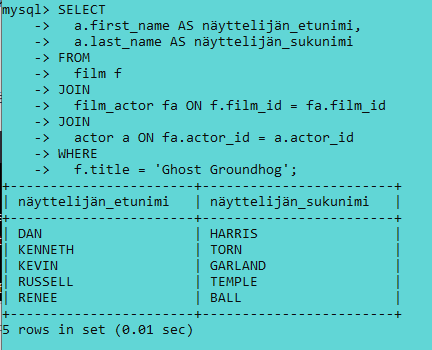 mysql> SELECT
    ->   a.first_name AS näyttelijän_etunimi,
    ->   a.last_name AS näyttelijän_sukunimi
    -> FROM
    ->   film f
    -> JOIN
    ->   film_actor fa ON f.film_id = fa.film_id
    -> JOIN
    ->   actor a ON fa.actor_id = a.actor_id
    -> WHERE
    ->   f.title = 'Ghost Groundhog';
+-----------------------+------------------------+
| näyttelijän_etunimi   | näyttelijän_sukunimi   |
+-----------------------+------------------------+
| DAN                   | HARRIS                 |
| KENNETH               | TORN                   |
| KEVIN                 | GARLAND                |
| RUSSELL               | TEMPLE                 |
| RENEE                 | BALL                   |
+-----------------------+------------------------+
5 rows in set (0.01 sec)